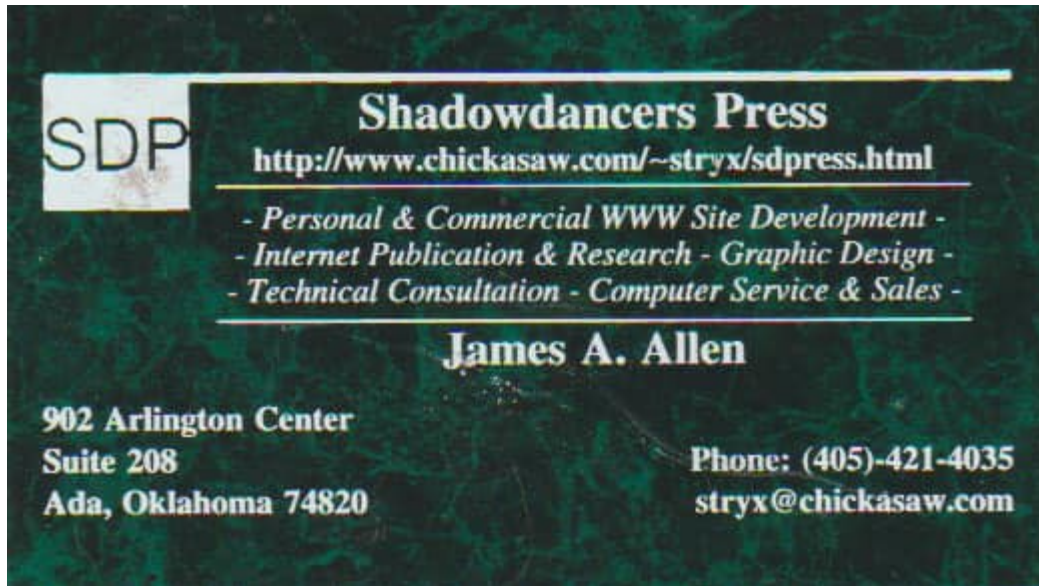 SDP
Shadowdancers Press
http://www.chickasaw.com/~stryx/sdpress.html
- Personal & Commercial WWW Site Development -
- Internet Publication & Research - Graphic Design -
- Technical Consultation - Computer Service & Sales -
James A. Allen
902 Arlington Center
Suite 208
Ada, Oklahoma 74820
Phone: (405)-421-4035
stryx@chickasaw.com